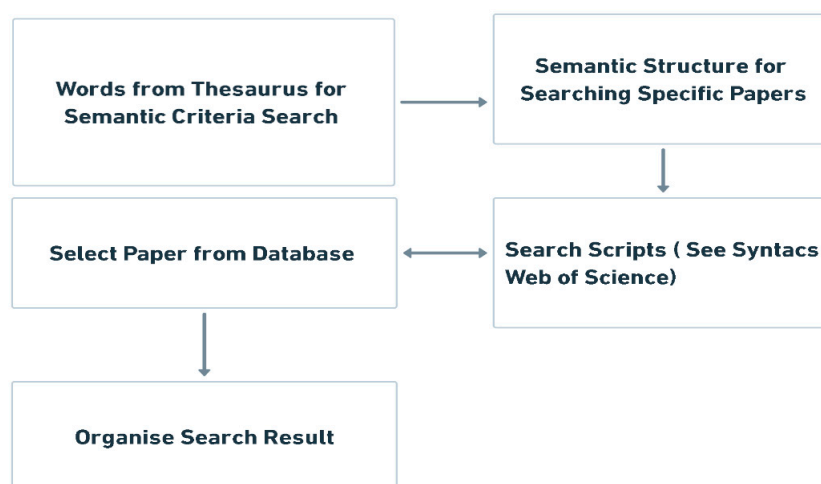 Words from Thesaurus for
Semantic Criteria Search
Semantic Structure for
Searching Specific Papers
Search Scripts ( See Syntacs
Web of Science)
Select Paper from Database
Organise Search Result